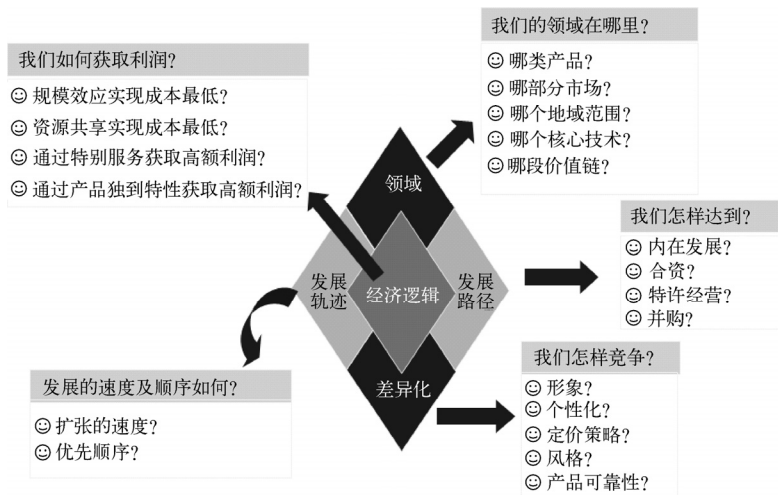 我们如何获取利润?
☺规模效应实现成本最低?
☺资源共享实现成本最低?
☺通过特别服务获取高额利润?
☺通过产品独到特性获取高额利润?
我们的领域在哪里?
☺哪类产品?
☺哪部分市场?
☺哪个地域范围?
☺哪个核心技术?
☺哪段价值链?
领域
发展
轨迹
经济逻辑
发展
路径
差异化
我们怎样达到?
☺内在发展?
☺合资?
☺特许经营?
☺并购?
发展的速度及顺序如何?
☺扩张的速度?
☺优先顺序?
我们怎样竞争?
☺形象?
☺个性化?
☺定价策略?
☺风格?
☺产品可靠性?